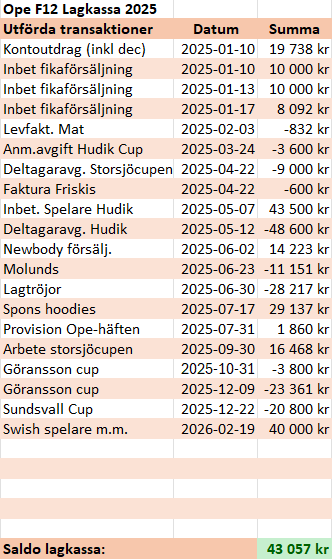 Ope F12 Lagkassa 2025
Utförda transaktioner Datum Summa
Kontoutdrag (inkl dec) 2025-01-10 19 738 kr
Inbet fikaförsäljning 2025-01-10 10 000 kr
Inbet fikaförsäljning 2025-01-13 10 000 kr
Inbet fikaförsäljning 2025-01-17 8 092 kr
Levfakt. Mat 2025-02-03 -832 kr
Anm.avgift Hudik Cup 2025-03-24 -3 600 kr
Deltagaravg. Storsjöcupen 2025-04-22 -9 000 kr
Faktura Friskis 2025-04-22 -600 kr
Inbet. Spelare Hudik 2025-05-07 43 500 kr
Deltageravg. Hudik 2025-05-12 -48 600 kr
Newbody försälj. 2025-06-02 14 223 kr
Molunds 2025-06-23 -11 151 kr
Lagtröjor 2025-06-30 -28 217 kr
Spons hoodies 2025-07-17 29 137 kr
Provision Ope-häften 2025-07-31 1 860 kr
Arbete storsjöcupen 2025-09-30 16 468 kr
Göransson cup 2025-10-31 -3 800 kr
Göransson cup 2025-12-09 -23 361 kr
Sundsvall Cup 2025-12-22 -20 800 kr
Swish spelare m.m. 2026-02-19 40 000 kr
Saldo lagkassa: 43 057 kr